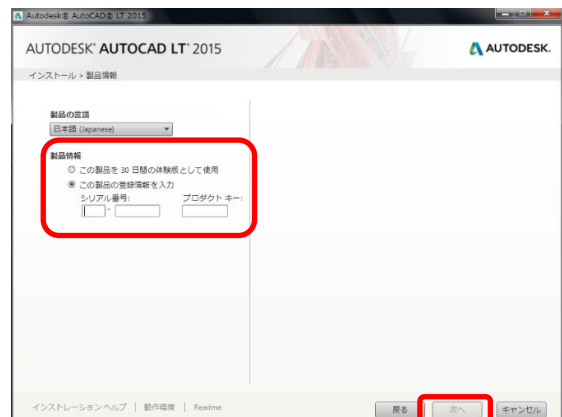 Autodesk® AutoCAD® LT 2015
AUTODESK® AUTOCAD LT® 2015
AUTODESK.
インストール > 製品情報
製品の言語
日本語 (Japanese)
製品情報
この製品を 30 日間の体験版として使用
この製品の登録情報を入力
シリアル番号: プロダクト キー:
-
インストレーション ヘルプ | 動作環境 | Readme
戻る 次へ キャンセル